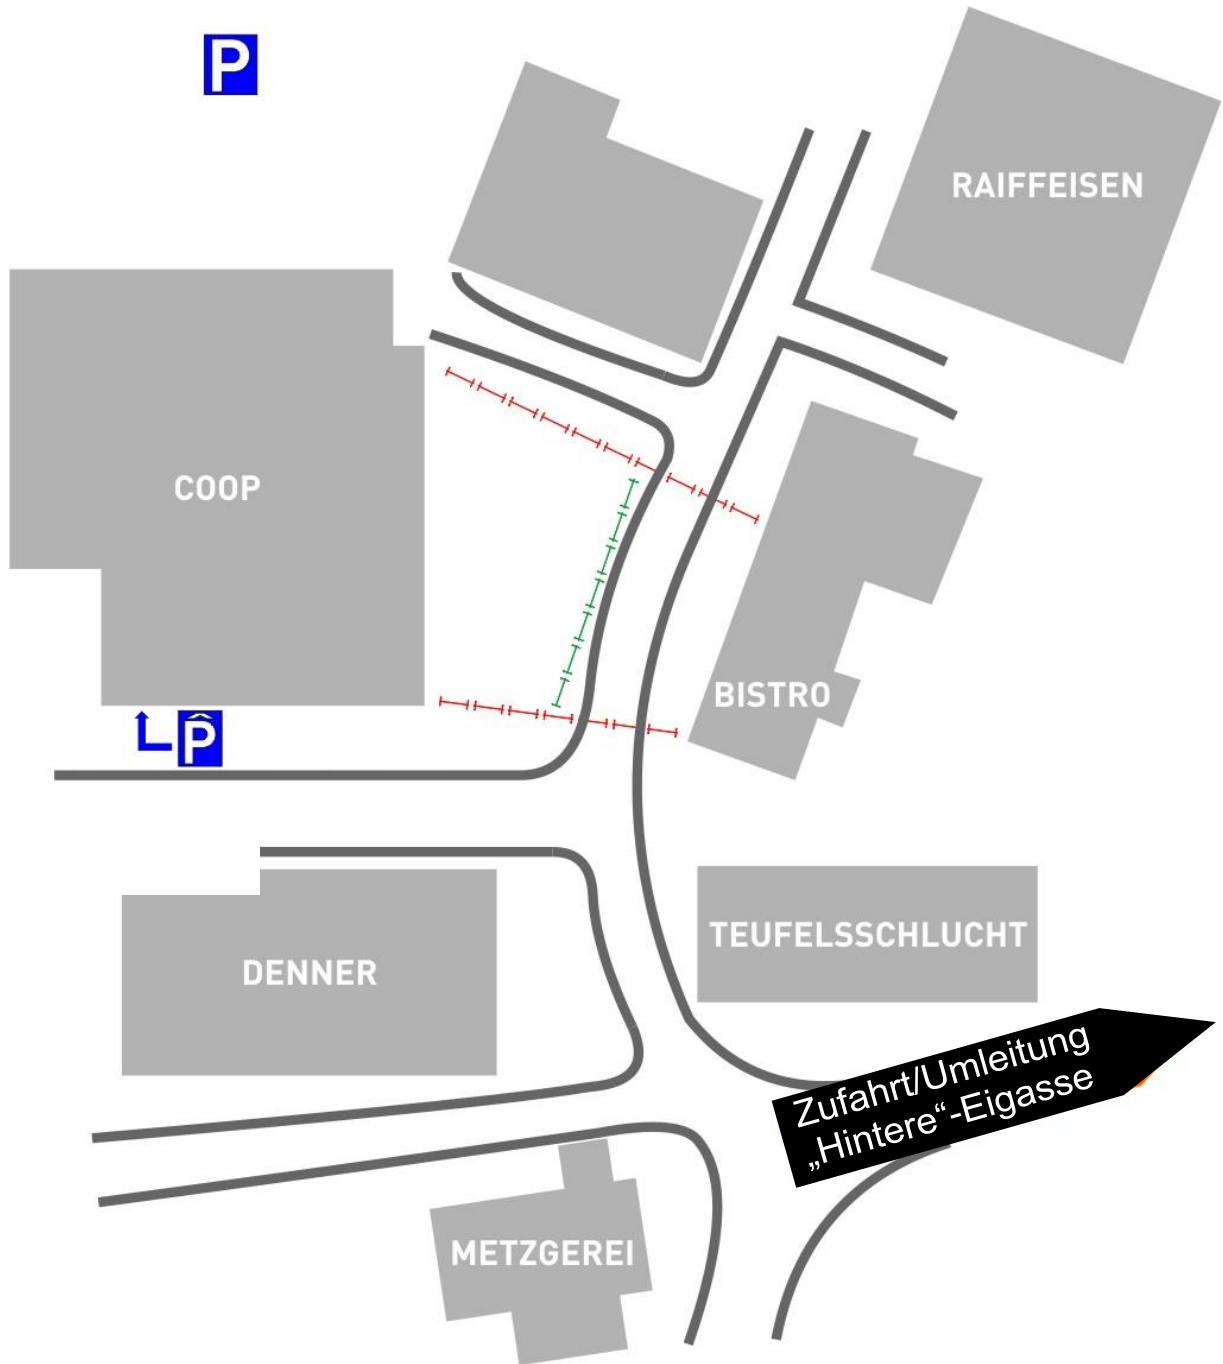 P
RAIFFEISEN
COOP
BISTRO
P̂
TEUFELSSCHLUCHT
DENNER
Zufahrt/Umleitung
„Hintere“-Eigasse
METZGEREI